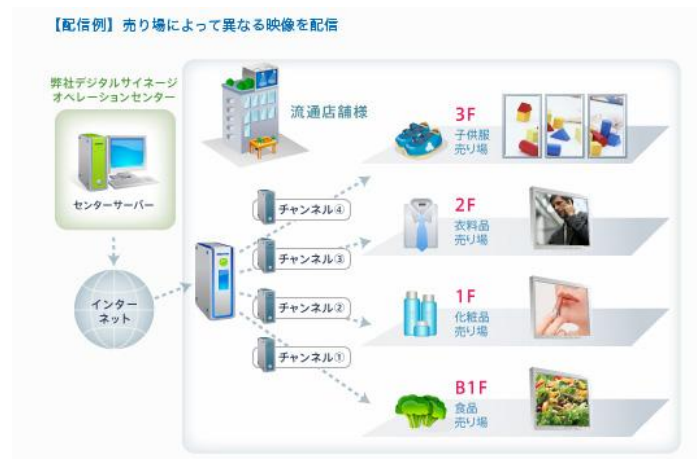 【配信例】売り場によって異なる映像を配信
弊社デジタルサイネージ
オペレーションセンター
センターサーバー
インター
ネット
流通店舗様
チャンネル④
チャンネル③
チャンネル②
チャンネル①
3F
子供服
売り場
2F
衣料品
売り場
1F
化粧品
売り場
B1F
食品
売り場